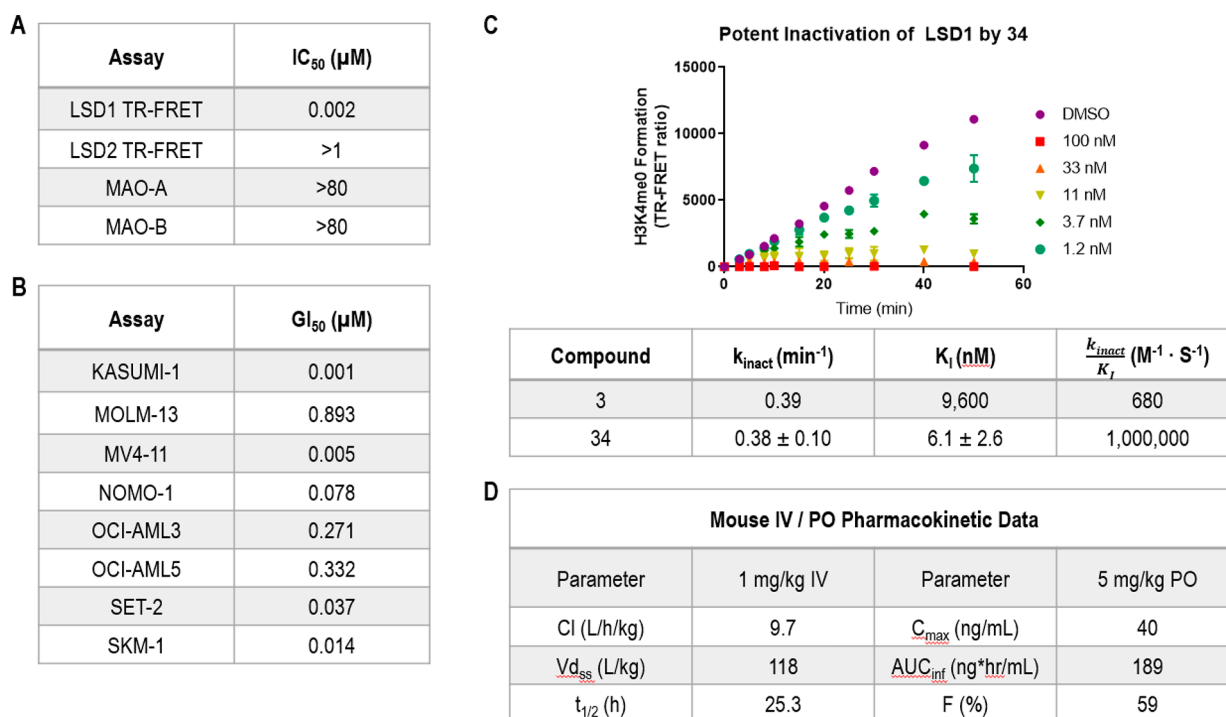 A
Assay IC50 (µM)
LSD1 TR-FRET 0.002
LSD2 TR-FRET >1
MAO-A >80
MAO-B >80
B
Assay GI50 (µM)
KASUMI-1 0.001
MOLM-13 0.893
MV4-11 0.005
NOMO-1 0.078
OCI-AML3 0.271
OCI-AML5 0.332
SET-2 0.037
SKM-1 0.014
C
Potent Inactivation of LSD1 by 34
H3K4me0 Formation
(TR-FRET ratio)
15000
10000
5000
0
0 20 40 60
Time (min)
DMSO
100 nM
33 nM
11 nM
3.7 nM
1.2 nM
Compound kinact (min-1) KI (nM) kinact/KI (M-1 · S-1)
3 0.39 9,600 680
34 0.38 ± 0.10 6.1 ± 2.6 1,000,000
D
Mouse IV / PO Pharmacokinetic Data
Parameter 1 mg/kg IV Parameter 5 mg/kg PO
Cl (L/h/kg) 9.7 Cmax (ng/mL) 40
Vdss (L/kg) 118 AUCinf (ng*hr/mL) 189
t1/2 (h) 25.3 F (%) 59